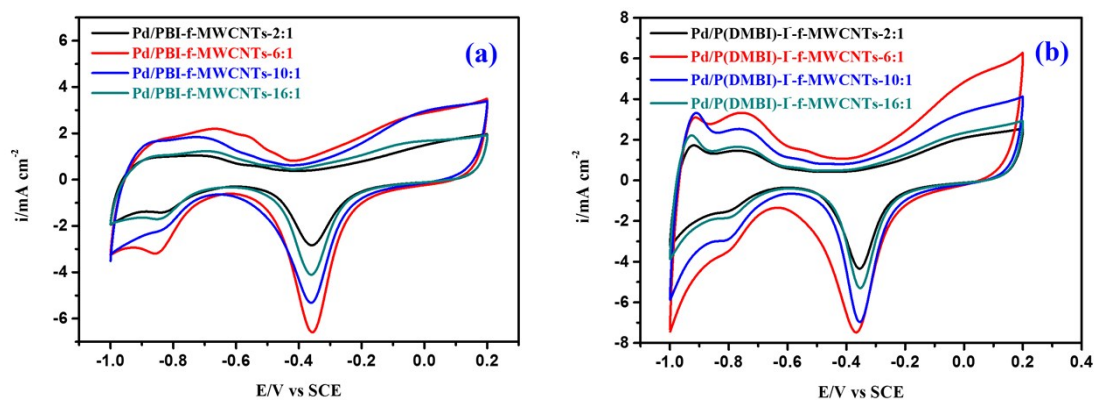 Pd/PBI-f-MWCNTs-2:1
Pd/PBI-f-MWCNTs-6:1
Pd/PBI-f-MWCNTs-10:1
Pd/PBI-f-MWCNTs-16:1
(a)
6
4
2
0
-2
-4
-6
i/mA cm⁻²
-1.0
-0.8
-0.6
-0.4
-0.2
0.0
0.2
E/V vs SCE
Pd/P(DMBI)-I⁻-f-MWCNTs-2:1
Pd/P(DMBI)-I⁻-f-MWCNTs-6:1
Pd/P(DMBI)-I⁻-f-MWCNTs-10:1
Pd/P(DMBI)-I⁻-f-MWCNTs-16:1
(b)
8
6
4
2
0
-2
-4
-6
-8
i/mA cm⁻²
-1.0
-0.8
-0.6
-0.4
-0.2
0.0
0.2
0.4
E/V vs SCE